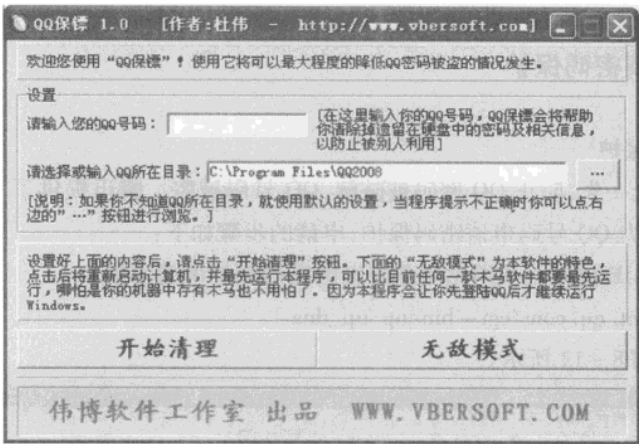 QQ保镖 1.0 [作者:杜伟 - http://www.vbersoft.com]
欢迎您使用“QQ保镖”！使用它将可以最大程度的降低QQ密码被盗的情况发生。
设置
请输入您的QQ号码：
[在这里输入你的QQ号码，QQ保镖会将帮助
你清除掉遗留在硬盘中的密码及相关信息，
以防止被别人利用]
请选择或输入QQ所在目录：C:\Program Files\QQ2008
...
[说明：如果你不知道QQ所在目录，就使用默认的设置，当程序提示不正确时你可以点右
边的“…”按钮进行浏览。]
设置好上面的内容后，请点击“开始清理”按钮。下面的“无敌模式”为本软件的特色，
点击后将重新启动计算机，并最先运行本程序，可以比目前任何一款木马软件都要最先运
行，哪怕是你的机器中存有木马也不用怕了。因为本程序会让你先登陆QQ后才继续运行
Windows。
开始清理 无敌模式
伟博软件工作室 出品 WWW.VBERSOFT.COM